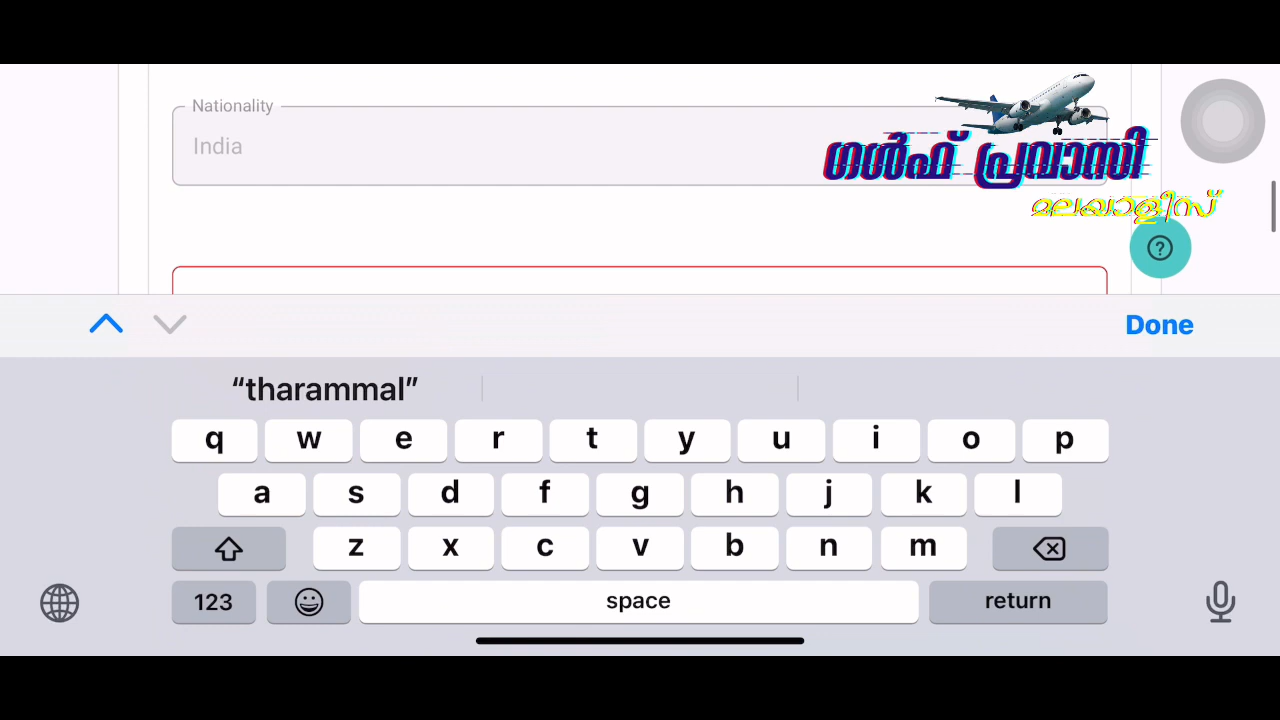 Nationality
India
ഗൾഫ് പ്രവാസി
മലയാളീസ്
?
Done
“tharammal”
q w e r t y u i o p
a s d f g h j k l
z x c v b n m
123 space return